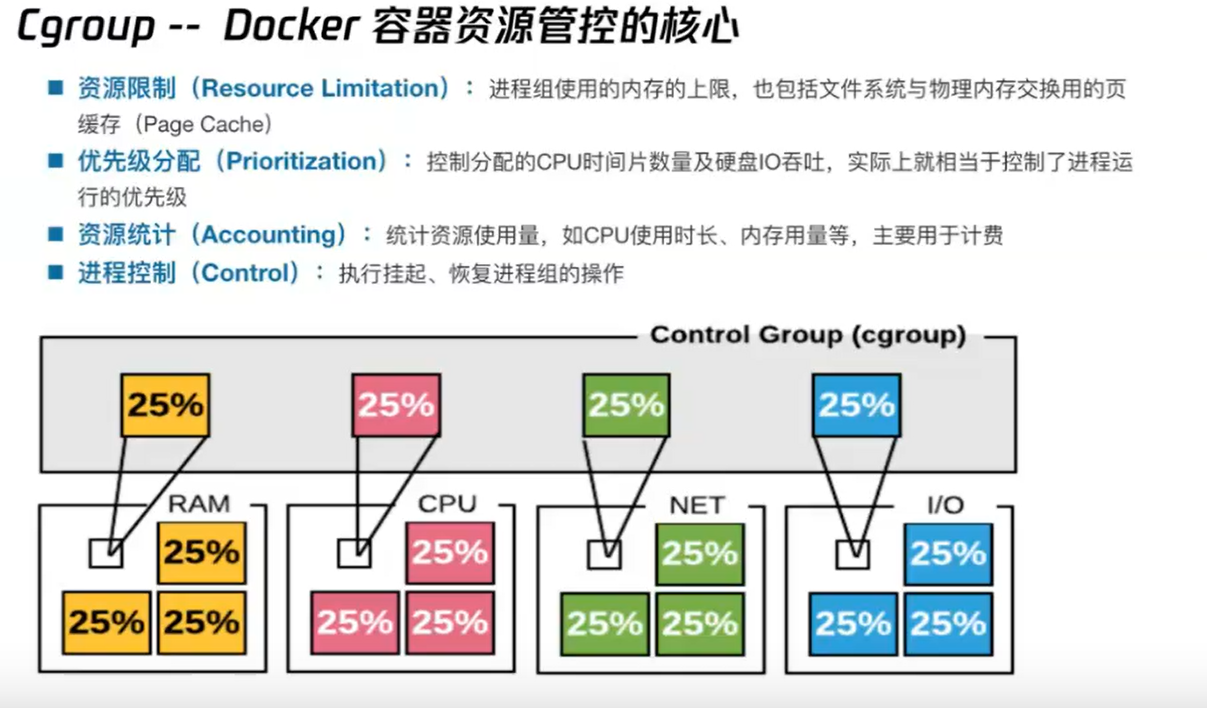 Cgroup -- Docker 容器资源管控的核心
■ 资源限制（Resource Limitation）： 进程组使用的内存的上限，也包括文件系统与物理内存交换用的页
缓存（Page Cache）
■ 优先级分配（Prioritization）： 控制分配的CPU时间片数量及硬盘IO吞吐，实际上就相当于控制了进程运
行的优先级
■ 资源统计（Accounting）： 统计资源使用量，如CPU使用时长、内存用量等，主要用于计费
■ 进程控制（Control）： 执行挂起、恢复进程组的操作
Control Group (cgroup)
25% 25% 25% 25%
RAM CPU NET I/O
25% 25% 25% 25%
25% 25% 25% 25% 25% 25% 25% 25%